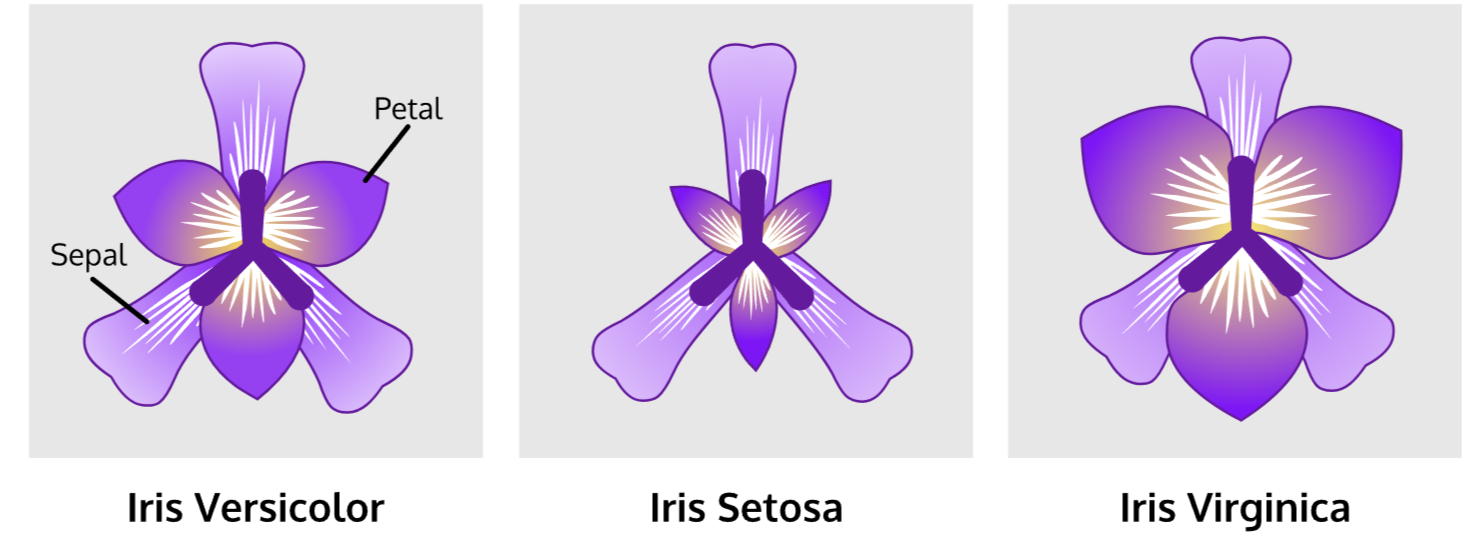 Petal
Sepal
Iris Versicolor
Iris Setosa
Iris Virginica